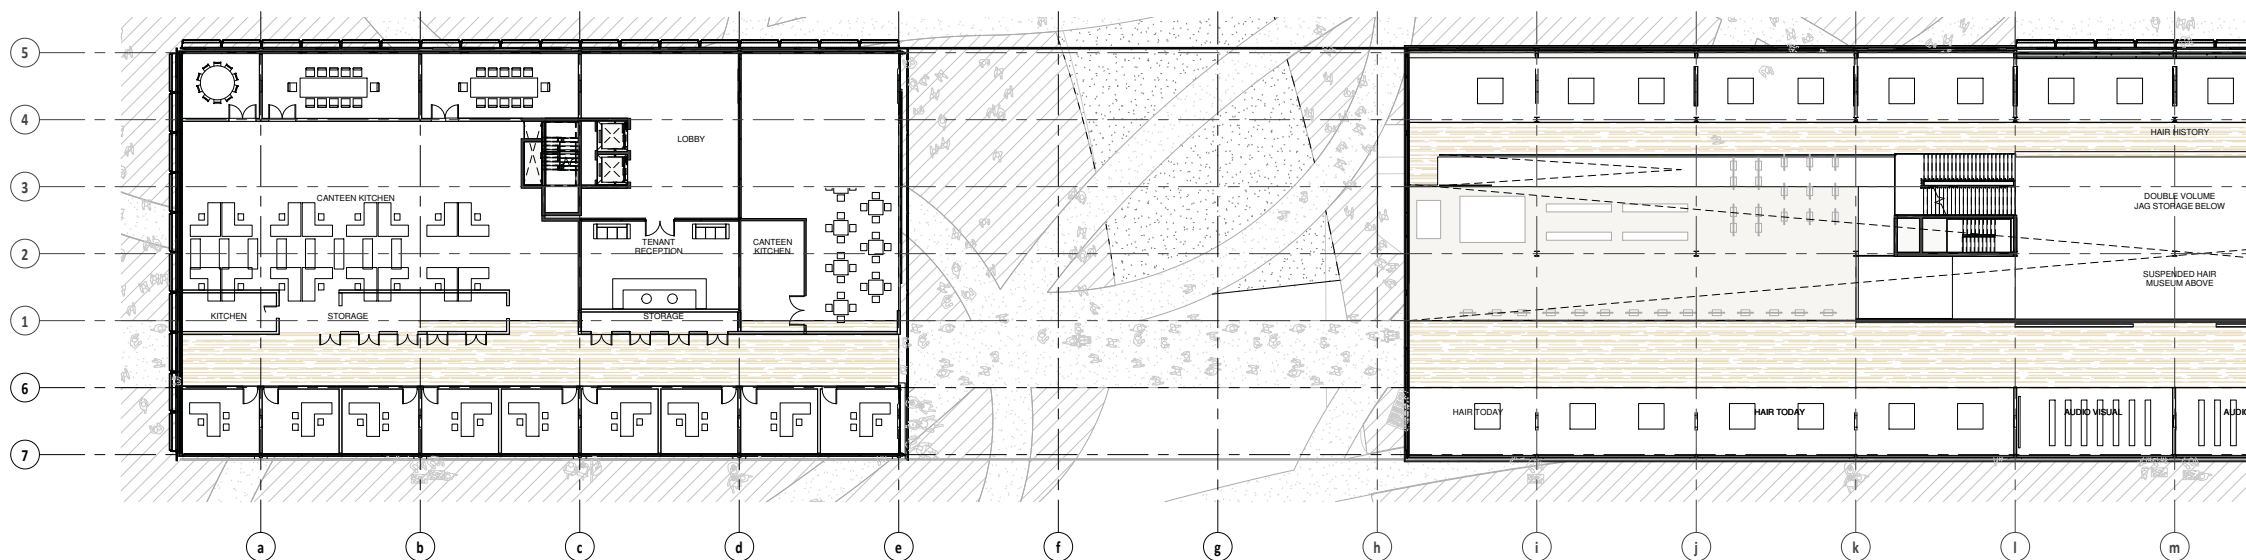 5
4
LOBBY
HAIR HISTORY
3
CANTEEN KITCHEN
DOUBLE VOLUME
JAG STORAGE BELOW
TENANT
RECEPTION
CANTEEN
KITCHEN
2
SUSPENDED HAIR
MUSEUM ABOVE
KITCHEN
STORAGE
STORAGE
1
6
HAIR TODAY
HAIR TODAY
AUDIO VISUAL
AUDIO
7
a
b
c
d
e
f
g
h
i
j
k
l
m